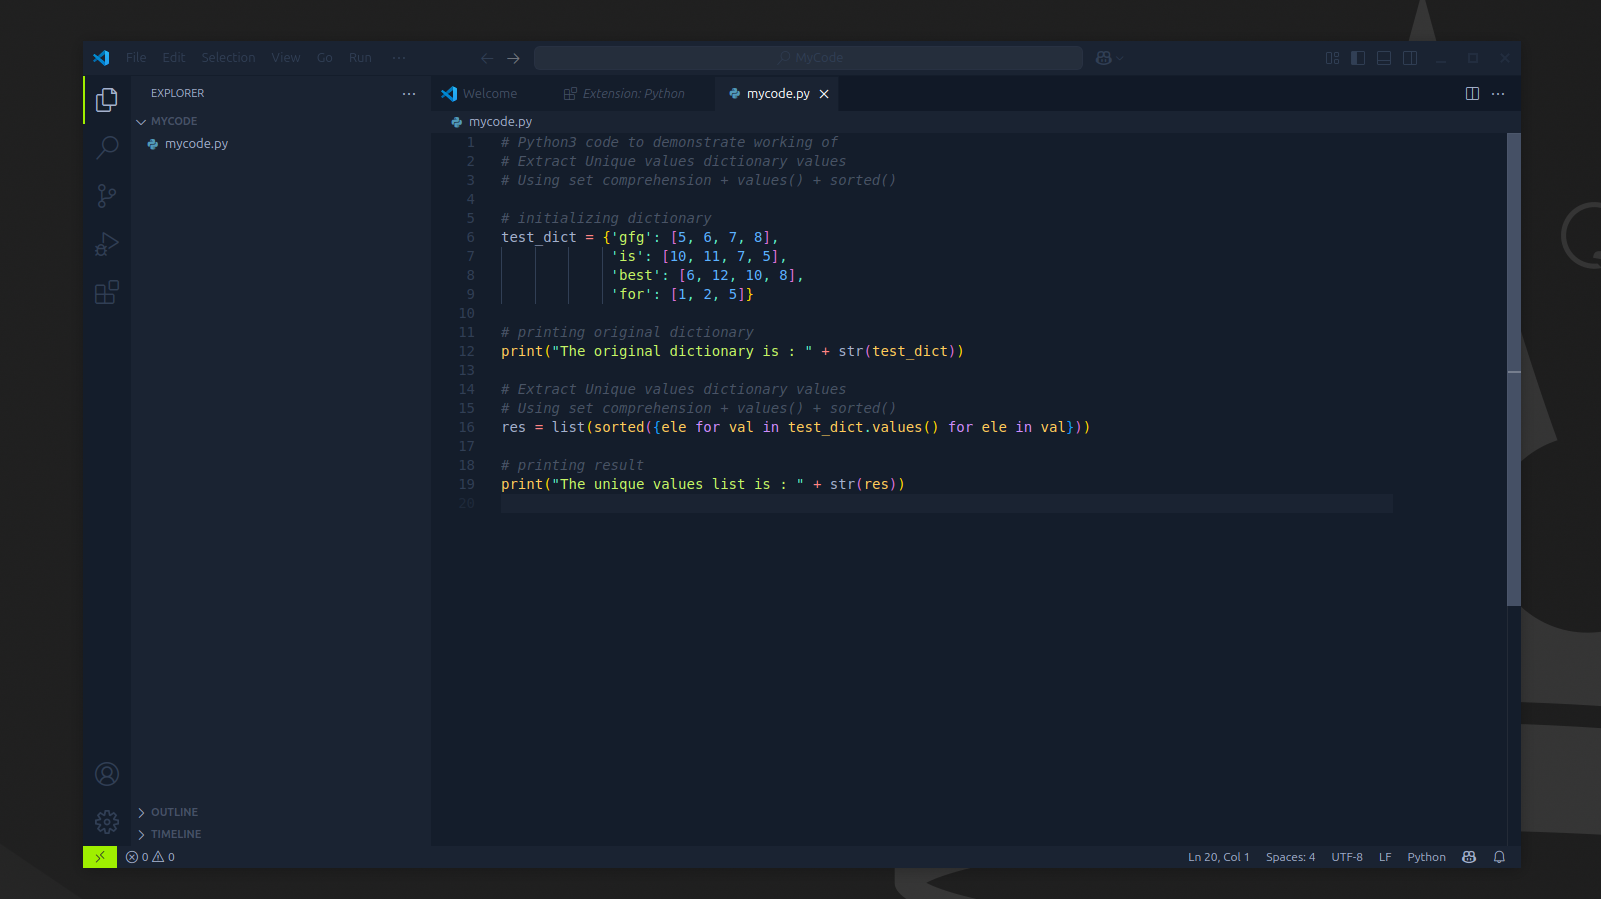 File Edit Selection View Go Run ···
MyCode
EXPLORER ···
Welcome Extension: Python mycode.py
MYCODE
mycode.py
mycode.py
1 # Python3 code to demonstrate working of
2 # Extract Unique values dictionary values
3 # Using set comprehension + values() + sorted()
4
5 # initializing dictionary
6 test_dict = {'gfg': [5, 6, 7, 8],
7 'is': [10, 11, 7, 5],
8 'best': [6, 12, 10, 8],
9 'for': [1, 2, 5]}
10
11 # printing original dictionary
12 print("The original dictionary is : " + str(test_dict))
13
14 # Extract Unique values dictionary values
15 # Using set comprehension + values() + sorted()
16 res = list(sorted({ele for val in test_dict.values() for ele in val}))
17
18 # printing result
19 print("The unique values list is : " + str(res))
20
OUTLINE
TIMELINE
0 0 Ln 20, Col 1 Spaces: 4 UTF-8 LF Python